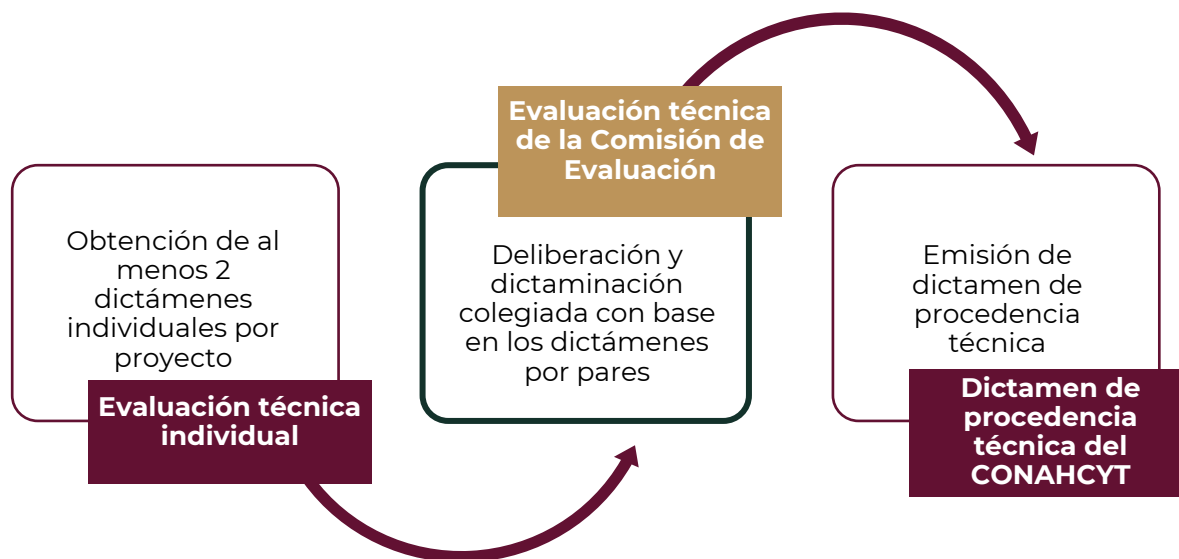 Obtención de al
menos 2
dictámenes
individuales por
proyecto
Evaluación técnica
individual
Evaluación técnica
de la Comisión de
Evaluación
Deliberación y
dictaminación
colegiada con base
en los dictámenes
por pares
Emisión de
dictamen de
procedencia
técnica
Dictamen de
procedencia
técnica del
CONAHCYT